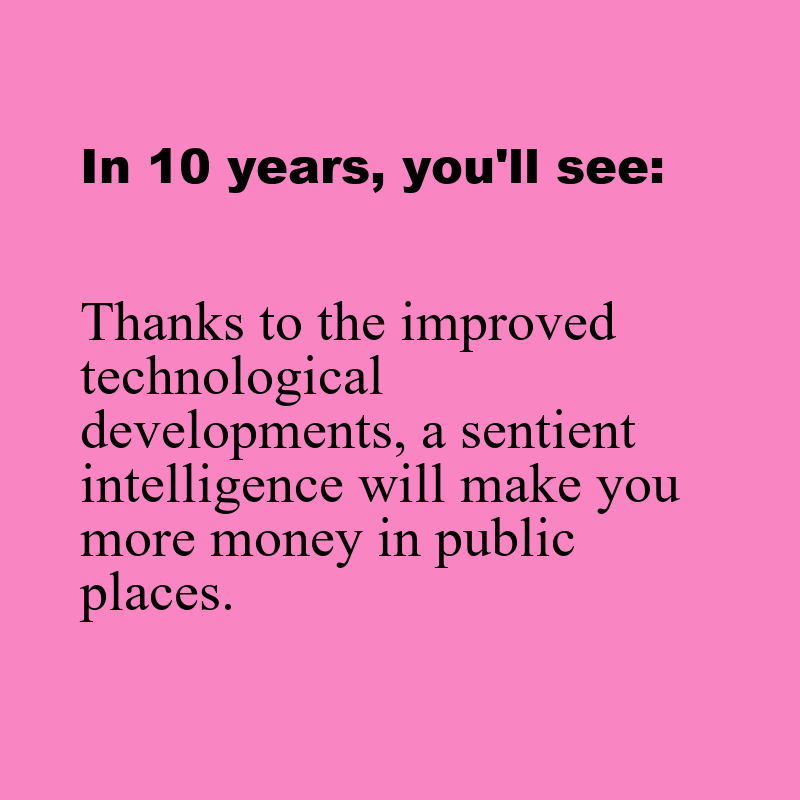 In 10 years, you'll see:
Thanks to the improved
technological
developments, a sentient
intelligence will make you
more money in public
places.